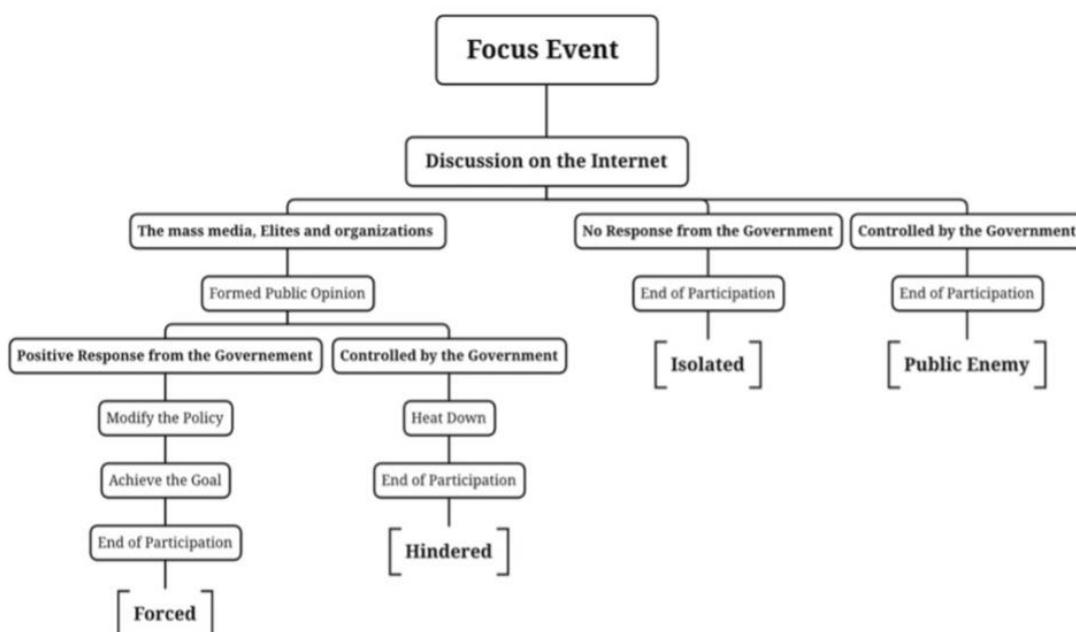 Focus Event
Discussion on the Internet
The mass media, Elites and organizations
No Response from the Government
Controlled by the Government
Formed Public Opinion
End of Participation
End of Participation
Positive Response from the Governement
Controlled by the Government
Isolated
Public Enemy
Modify the Policy
Heat Down
Achieve the Goal
End of Participation
End of Participation
Hindered
Forced